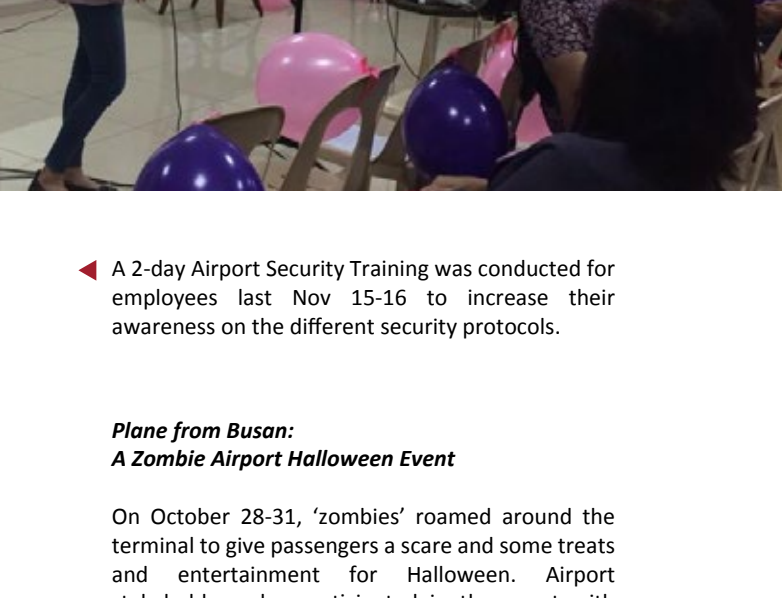 A 2-day Airport Security Training was conducted for
employees last Nov 15-16 to increase their
awareness on the different security protocols.
Plane from Busan:
A Zombie Airport Halloween Event
On October 28-31, ‘zombies’ roamed around the
terminal to give passengers a scare and some treats
and entertainment for Halloween. Airport